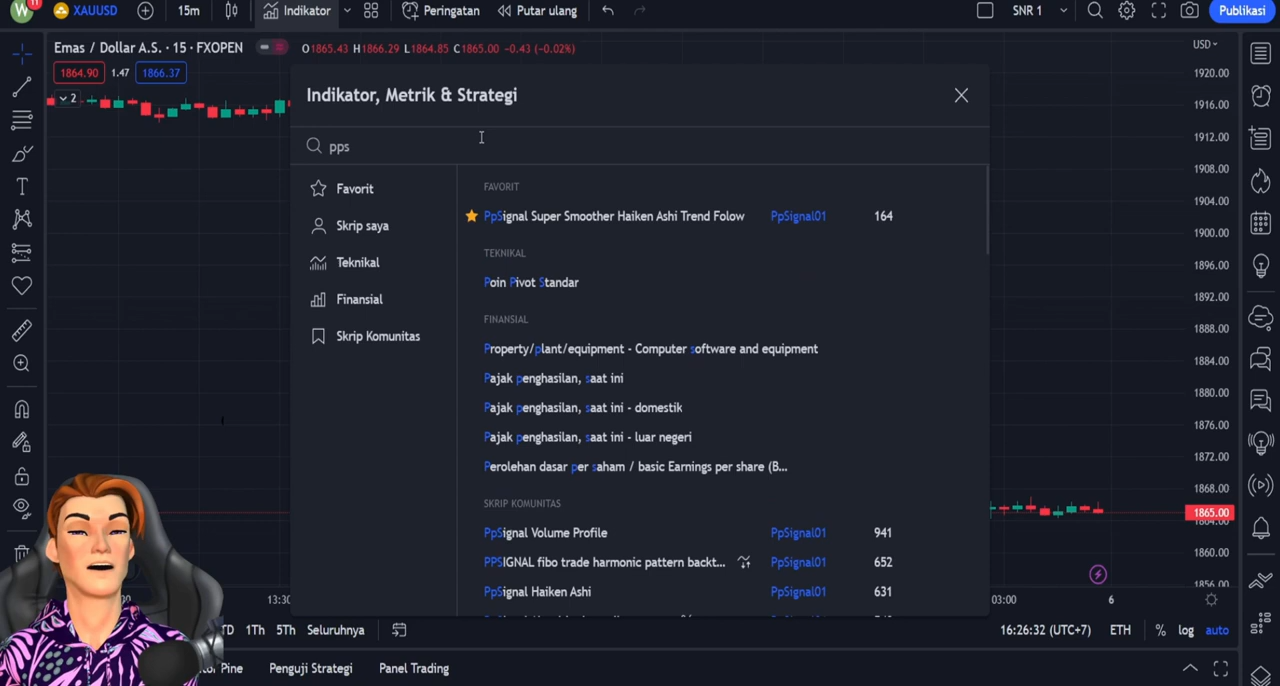 W 11 XAUUSD 15m Indikator Peringatan Putar ulang SNR 1 Publikasi
Emas / Dollar A.S. · 15 · FXOPEN O1865.43 H1866.29 L1864.85 C1865.00 −0.43 (−0.02%)
1864.90 1.47 1866.37
2
Indikator, Metrik & Strategi
pps
Favorit
Skrip saya
Teknikal
Finansial
Skrip Komunitas
FAVORIT
PpSignal Super Smoother Haiken Ashi Trend Folow PpSignal01 164
TEKNIKAL
Poin Pivot Standar
FINANSIAL
Property/plant/equipment - Computer software and equipment
Pajak penghasilan, saat ini
Pajak penghasilan, saat ini - domestik
Pajak penghasilan, saat ini - luar negeri
Perolehan dasar per saham / basic Earnings per share (B...
SKRIP KOMUNITAS
PpSignal Volume Profile PpSignal01 941
PPSIGNAL fibo trade harmonic pattern backt... PpSignal01 652
PpSignal Haiken Ashi PpSignal01 631
USD
1920.00
1916.00
1912.00
1908.00
1904.00
1900.00
1896.00
1892.00
1888.00
1884.00
1880.00
1876.00
1872.00
1868.00
1865.00
1864.00
1860.00
1856.00
13:30 03:00 6
TD 1Th 5Th Seluruhnya 16:26:32 (UTC+7) ETH % log auto
Pine Penguji Strategi Panel Trading